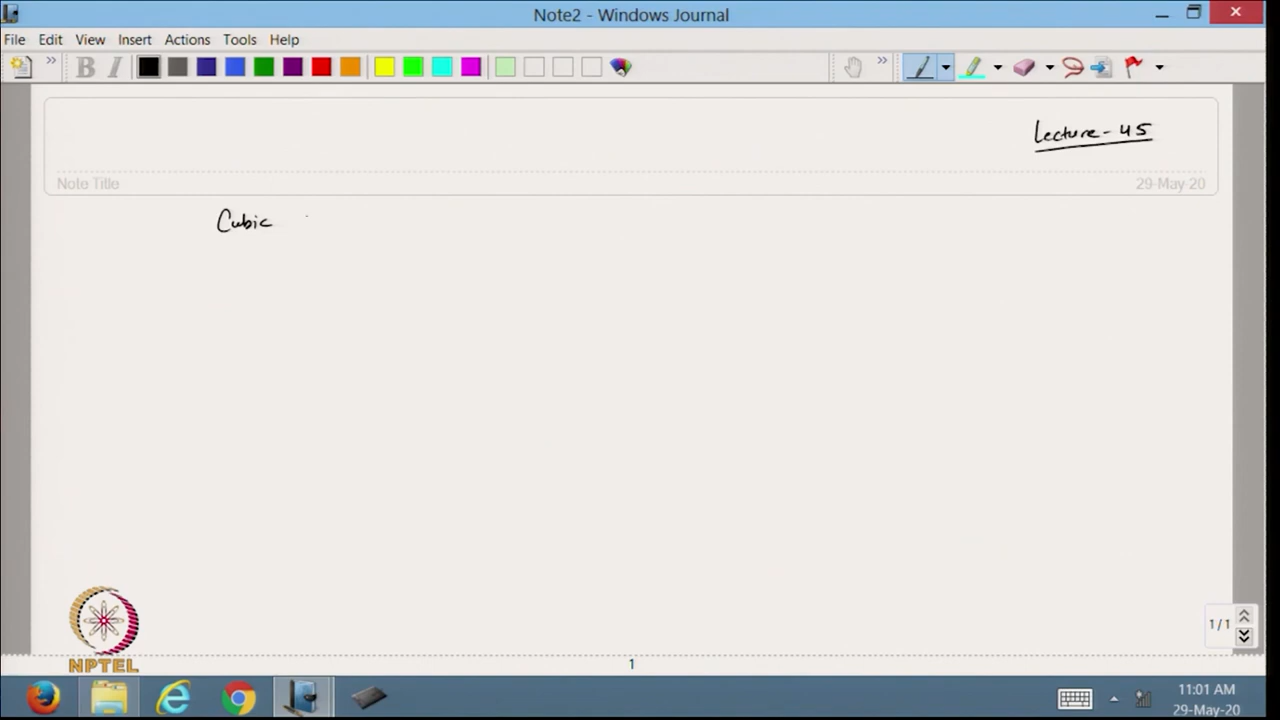 Note2 - Windows Journal
File Edit View Insert Actions Tools Help
B I
Lecture-45
Note Title
29-May-20
Cubic
1/1
NPTEL
1
11:01 AM
29-May-20